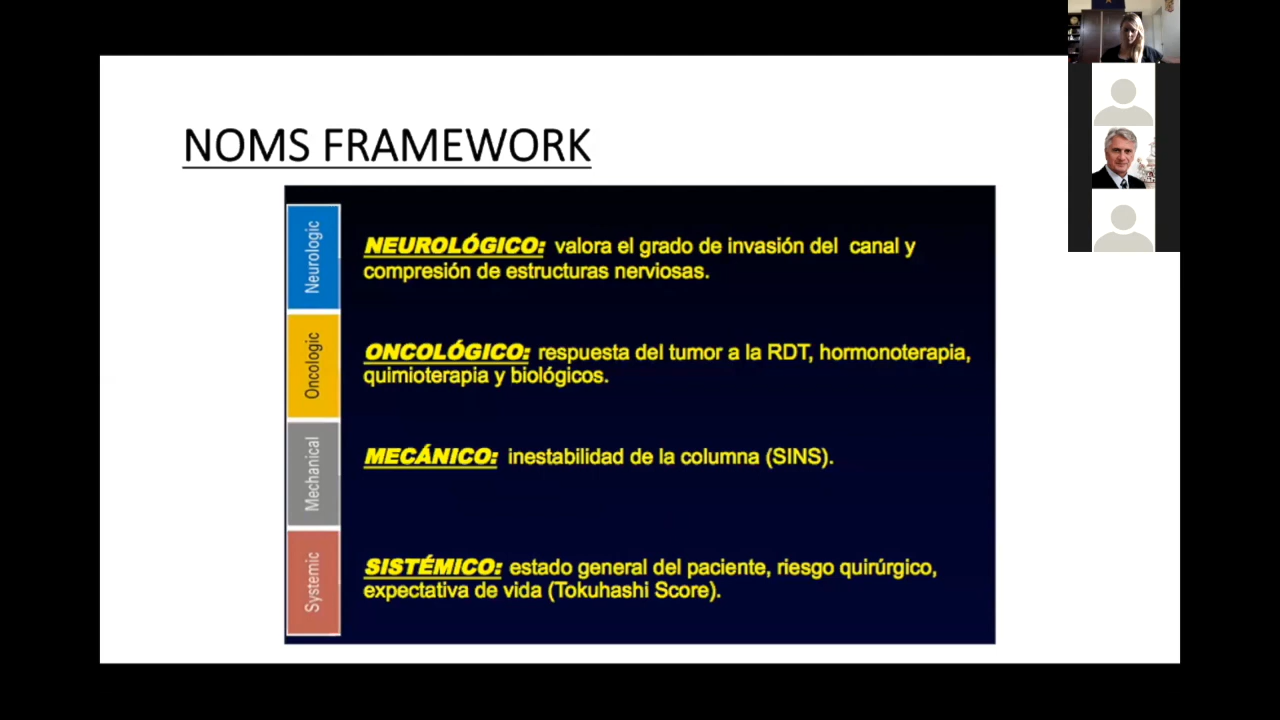 NOMS FRAMEWORK
Neurologic
NEUROLÓGICO: valora el grado de invasión del canal y
compresión de estructuras nerviosas.
Oncologic
ONCOLÓGICO: respuesta del tumor a la RDT, hormonoterapia,
quimioterapia y biológicos.
Mechanical
MECÁNICO: inestabilidad de la columna (SINS).
Systemic
SISTÉMICO: estado general del paciente, riesgo quirúrgico,
expectativa de vida (Tokuhashi Score).